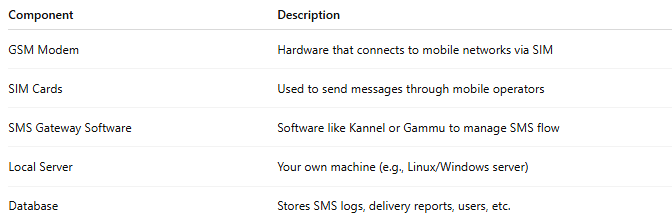 Component Description
GSM Modem Hardware that connects to mobile networks via SIM
SIM Cards Used to send messages through mobile operators
SMS Gateway Software Software like Kannel or Gammu to manage SMS flow
Local Server Your own machine (e.g., Linux/Windows server)
Database Stores SMS logs, delivery reports, users, etc.